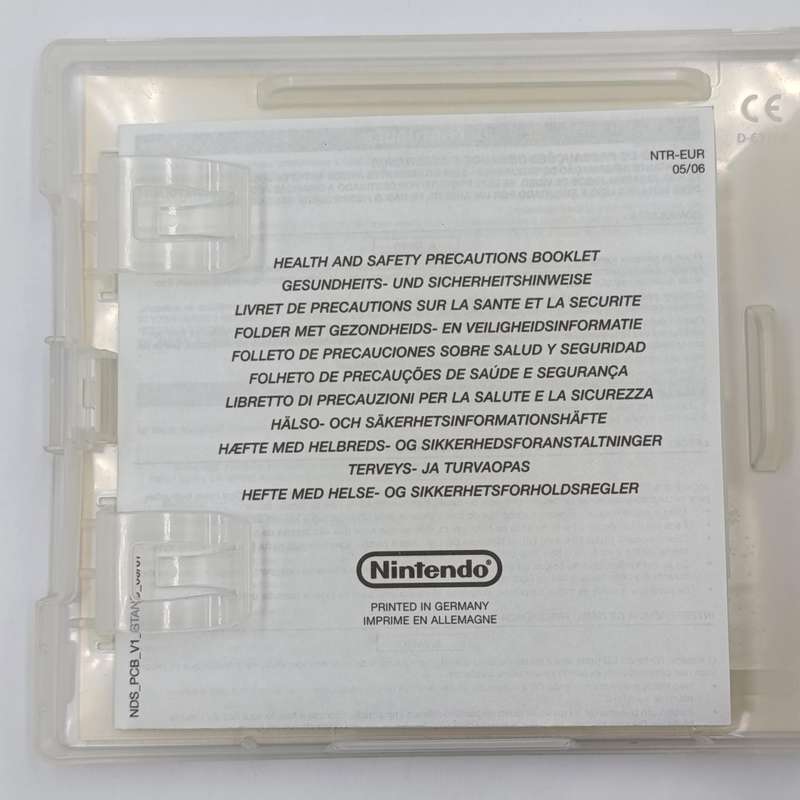 CE
NTR-EUR
05/06
HEALTH AND SAFETY PRECAUTIONS BOOKLET
GESUNDHEITS- UND SICHERHEITSHINWEISE
LIVRET DE PRECAUTIONS SUR LA SANTE ET LA SECURITE
FOLDER MET GEZONDHEIDS- EN VEILIGHEIDSINFORMATIE
FOLLETO DE PRECAUCIONES SOBRE SALUD Y SEGURIDAD
FOLHETO DE PRECAUÇÕES DE SAÚDE E SEGURANÇA
LIBRETTO DI PRECAUZIONI PER LA SALUTE E LA SICUREZZA
HÄLSO- OCH SÄKERHETSINFORMATIONSHÄFTE
HÆFTE MED HELBREDS- OG SIKKERHEDSFORANSTALTNINGER
TERVEYS- JA TURVAOPAS
HEFTE MED HELSE- OG SIKKERHETSFORHOLDSREGLER
Nintendo®
PRINTED IN GERMANY
IMPRIME EN ALLEMAGNE